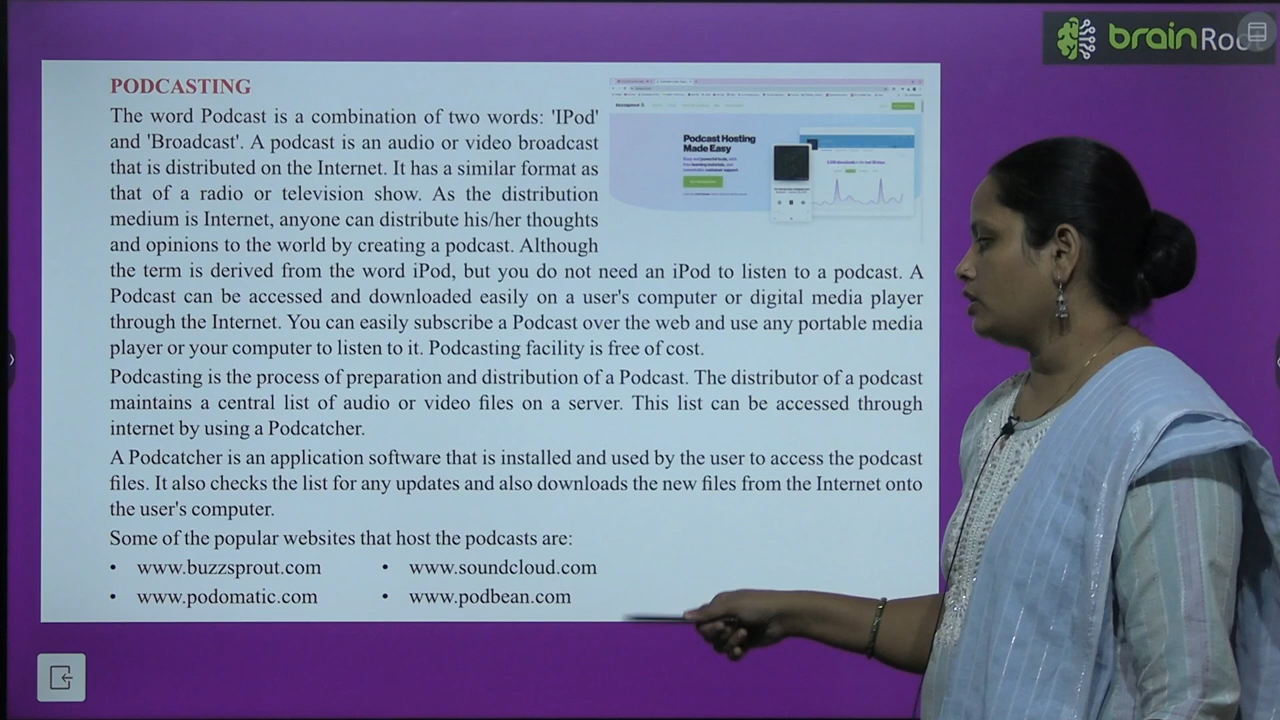 brainRoot
PODCASTING
The word Podcast is a combination of two words: 'IPod'
and 'Broadcast'. A podcast is an audio or video broadcast
that is distributed on the Internet. It has a similar format as
that of a radio or television show. As the distribution
medium is Internet, anyone can distribute his/her thoughts
and opinions to the world by creating a podcast. Although
the term is derived from the word iPod, but you do not need an iPod to listen to a podcast. A
Podcast can be accessed and downloaded easily on a user's computer or digital media player
through the Internet. You can easily subscribe a Podcast over the web and use any portable media
player or your computer to listen to it. Podcasting facility is free of cost.
Podcast Hosting
Made Easy
Podcasting is the process of preparation and distribution of a Podcast. The distributor of a podcast
maintains a central list of audio or video files on a server. This list can be accessed through
internet by using a Podcatcher.
A Podcatcher is an application software that is installed and used by the user to access the podcast
files. It also checks the list for any updates and also downloads the new files from the Internet onto
the user's computer.
Some of the popular websites that host the podcasts are:
• www.buzzsprout.com • www.soundcloud.com
• www.podomatic.com • www.podbean.com